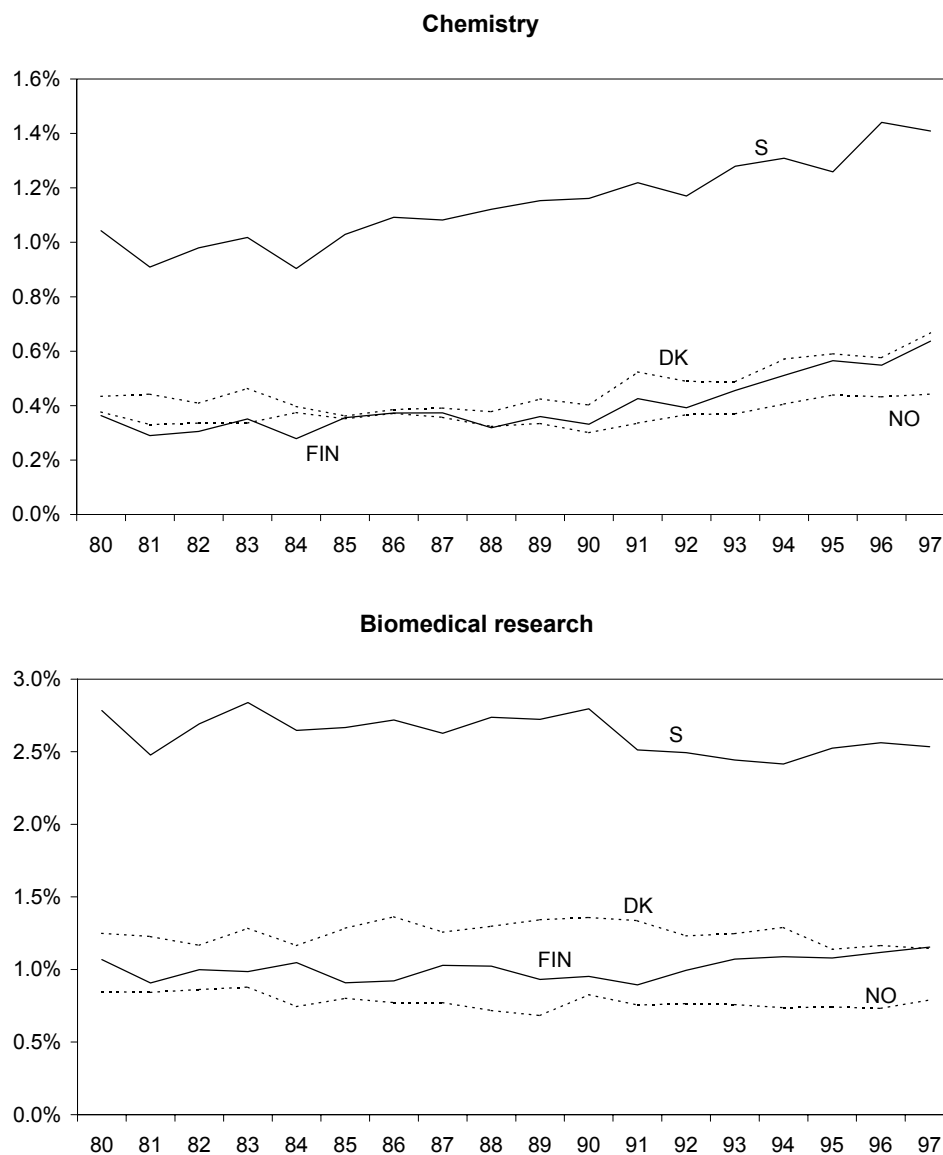 Chemistry
1.6%
1.4%
S
1.2%
1.0%
0.8%
0.6%
DK
0.4%
NO
FIN
0.2%
0.0%
80 81 82 83 84 85 86 87 88 89 90 91 92 93 94 95 96 97
Biomedical research
3.0%
2.5%
S
2.0%
1.5%
DK
1.0%
FIN
NO
0.5%
0.0%
80 81 82 83 84 85 86 87 88 89 90 91 92 93 94 95 96 97